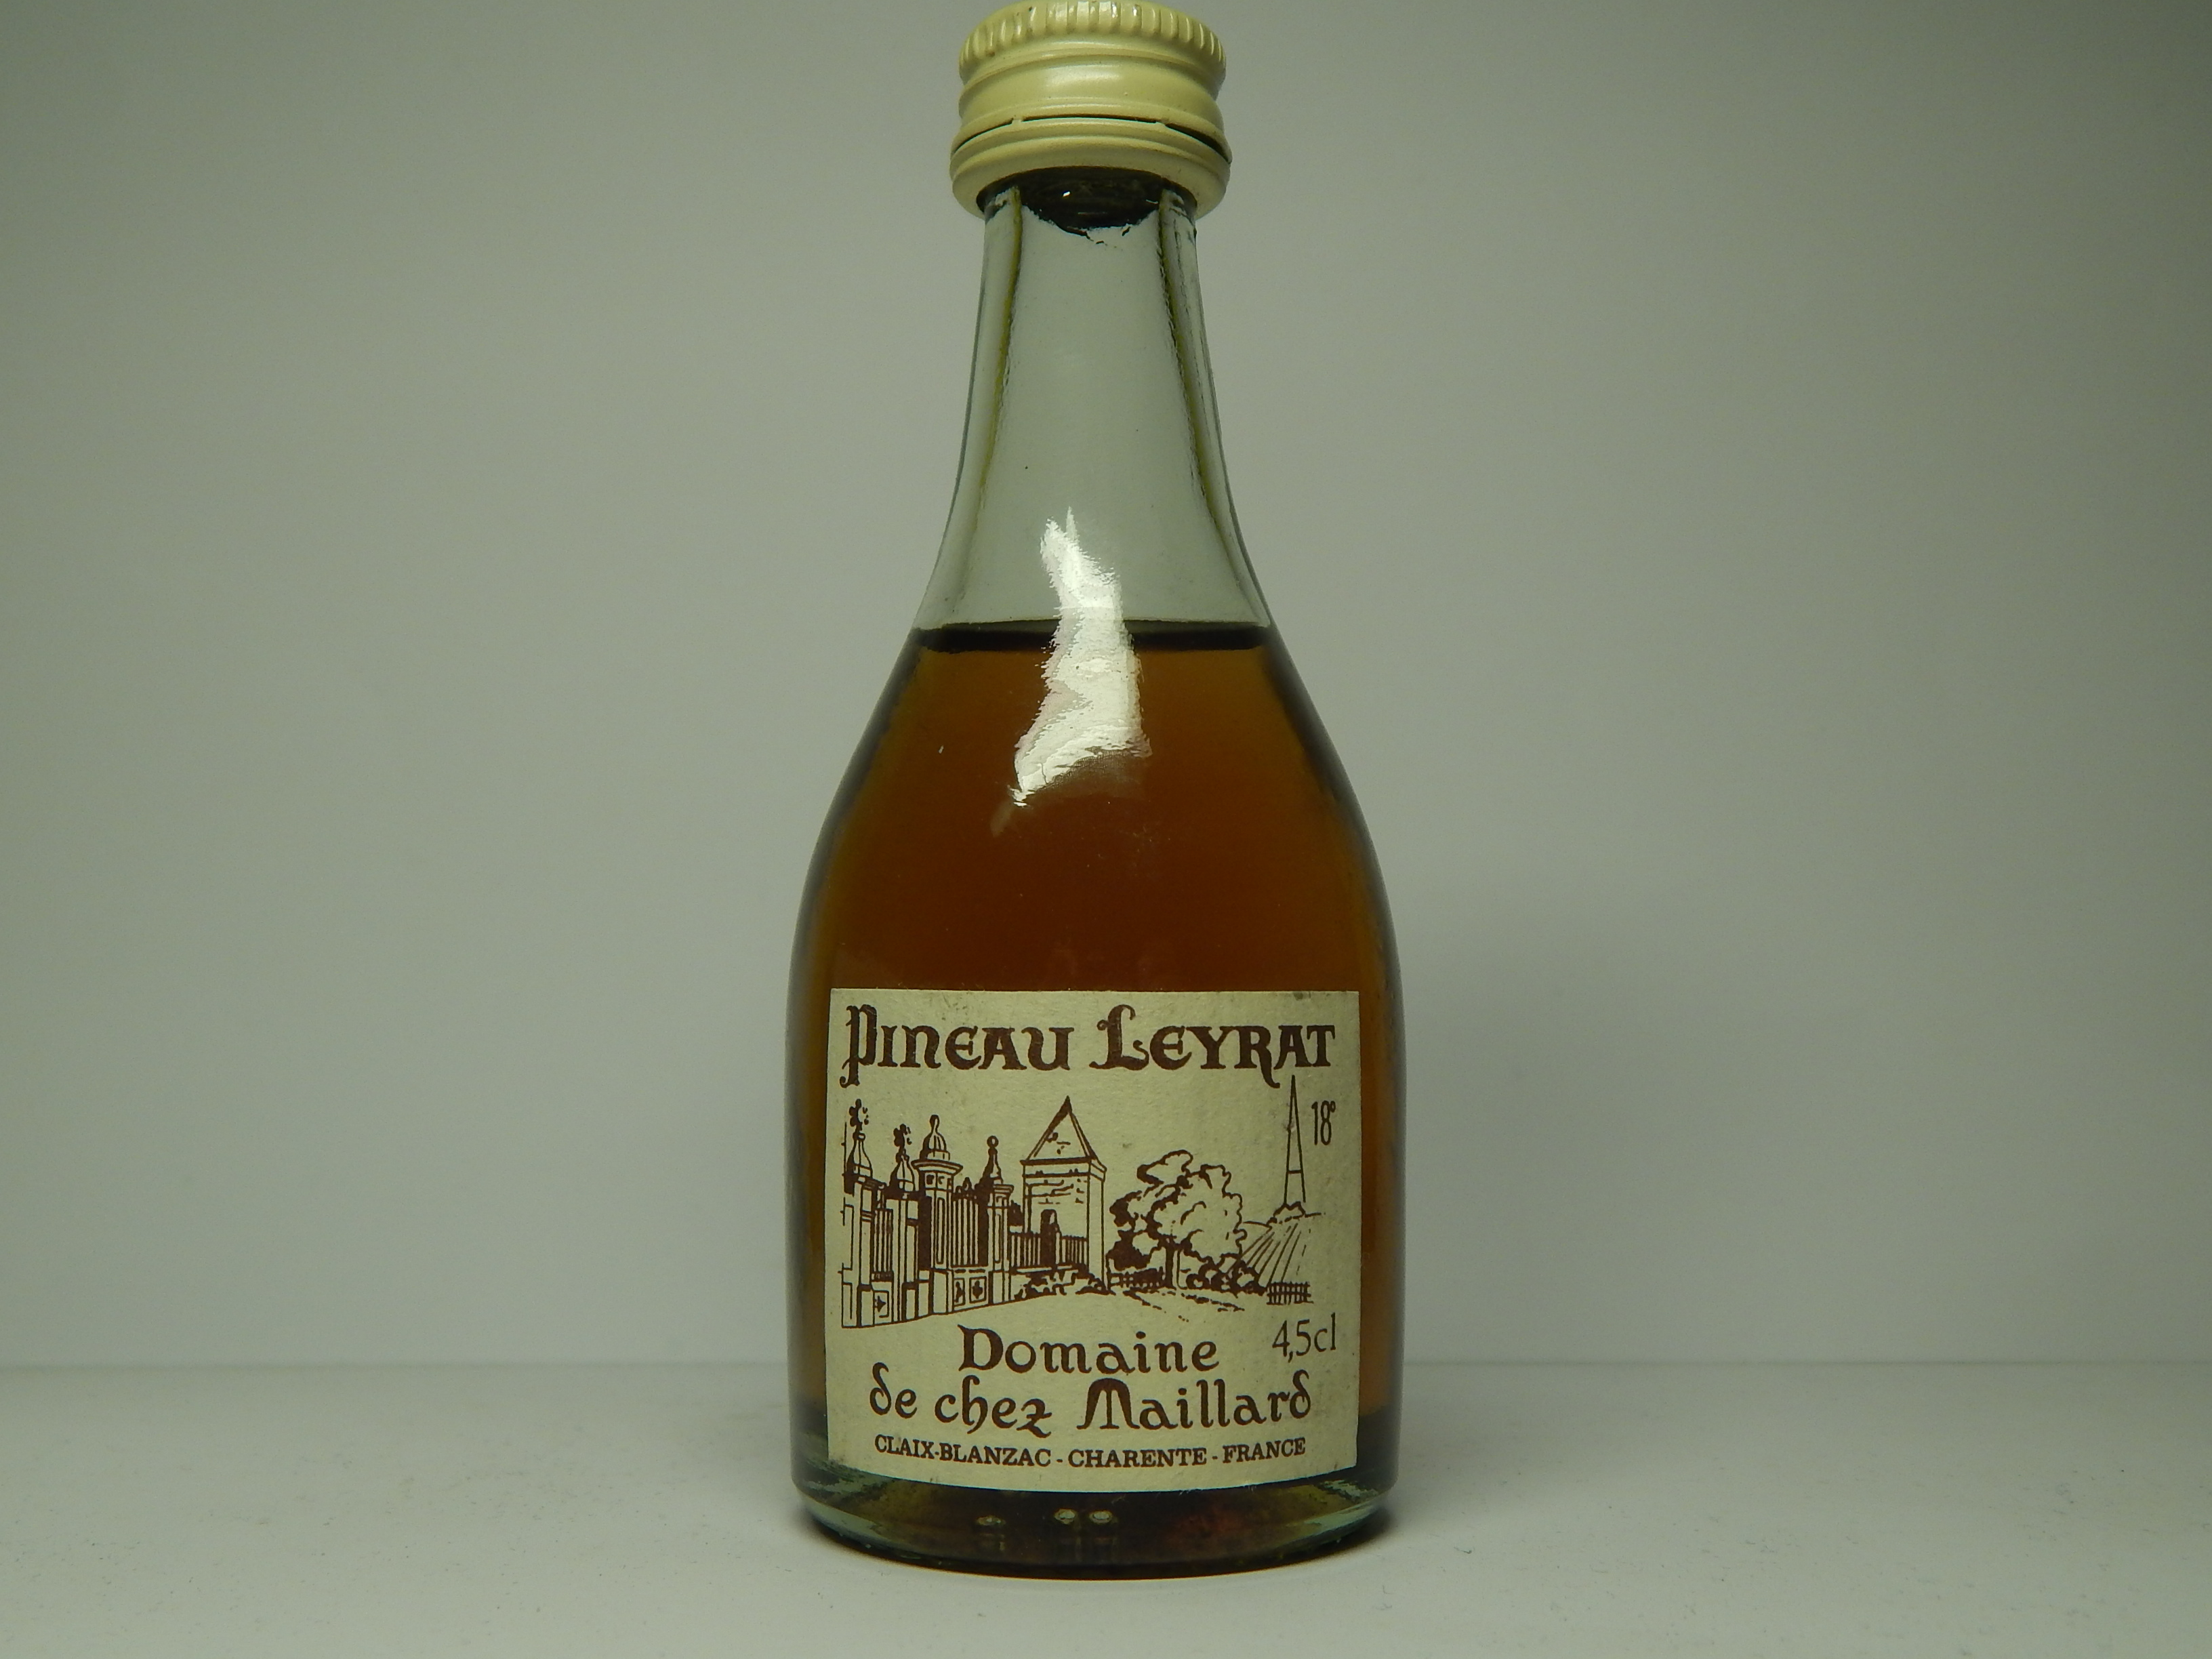 Pineau Leyrat
18°
Domaine
4,5cl
de chez Maillard
CLAIX-BLANZAC - CHARENTE - FRANCE